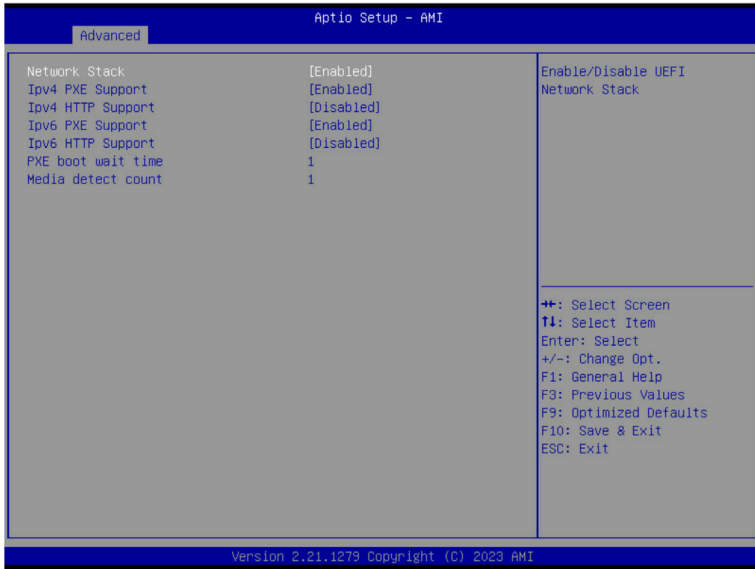 Aptio Setup – AMI
Advanced
Network Stack [Enabled]
Ipv4 PXE Support [Enabled]
Ipv4 HTTP Support [Disabled]
Ipv6 PXE Support [Enabled]
Ipv6 HTTP Support [Disabled]
PXE boot wait time 1
Media detect count 1
Enable/Disable UEFI
Network Stack
→←: Select Screen
↑↓: Select Item
Enter: Select
+/-: Change Opt.
F1: General Help
F3: Previous Values
F9: Optimized Defaults
F10: Save & Exit
ESC: Exit
Version 2.21.1279 Copyright (C) 2023 AMI